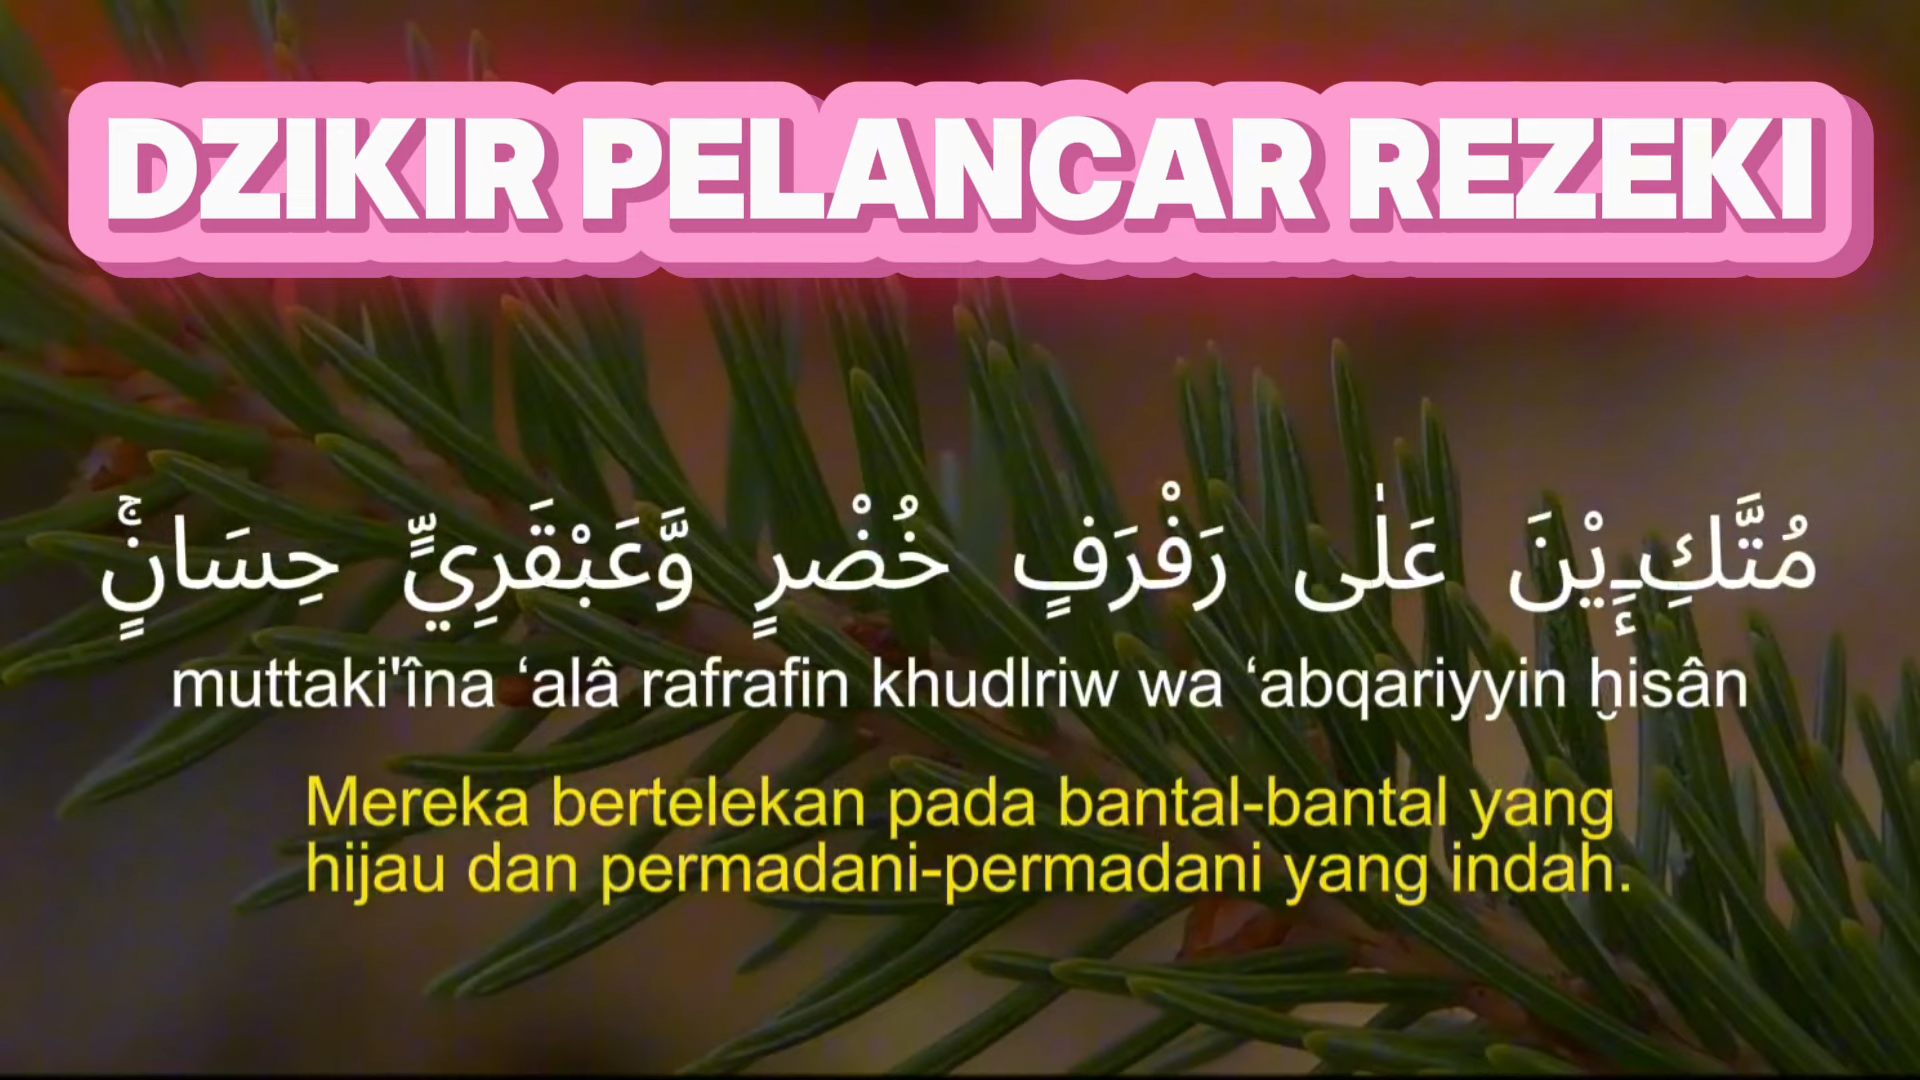 DZIKIR PELANCAR REZEKI
مُتَّكِـِٕيْنَ عَلٰى رَفْرَفٍ خُضْرٍ وَّعَبْقَرِيٍّ حِسَانٍۚ
muttaki'îna ‘alâ rafrafin khudlriw wa ‘abqariyyin ḫisân
Mereka bertelekan pada bantal-bantal yang
hijau dan permadani-permadani yang indah.